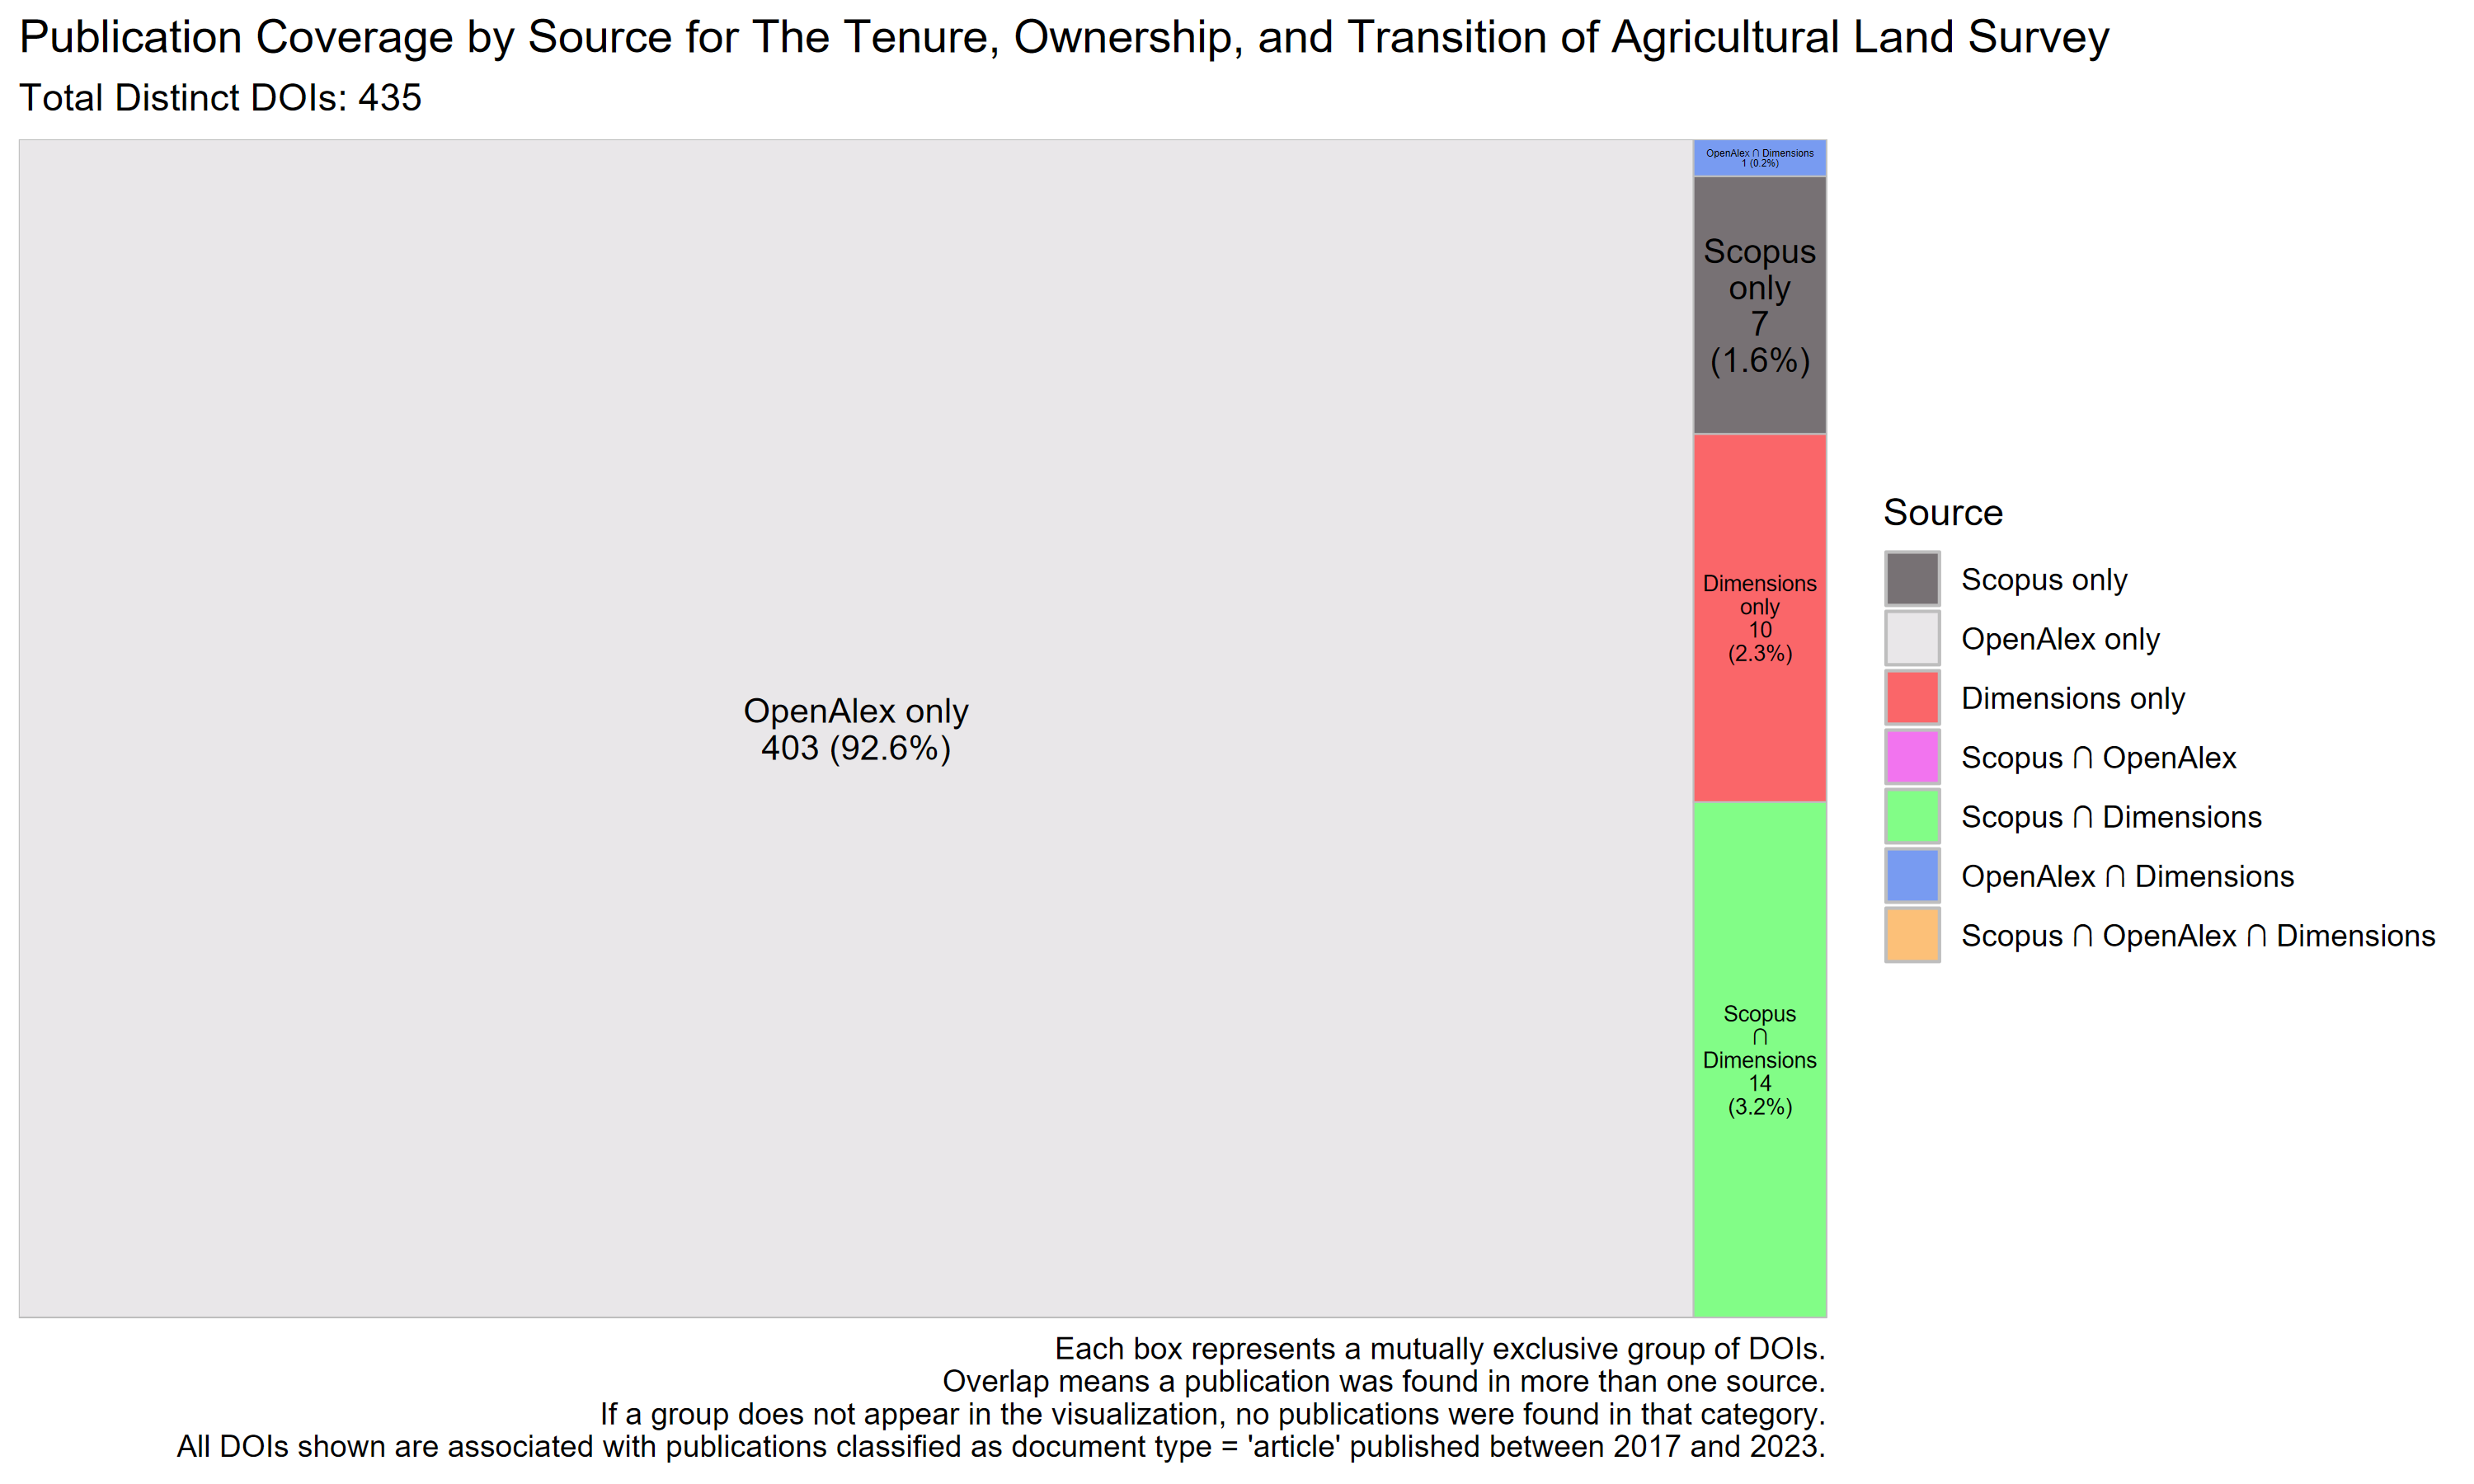 Publication Coverage by Source for The Tenure, Ownership, and Transition of Agricultural Land Survey
Total Distinct DOIs: 435
OpenAlex only
403 (92.6%)
OpenAlex ∩ Dimensions
1 (0.2%)
Scopus
only
7
(1.6%)
Dimensions
only
10
(2.3%)
Scopus
∩
Dimensions
14
(3.2%)
Source
Scopus only
OpenAlex only
Dimensions only
Scopus ∩ OpenAlex
Scopus ∩ Dimensions
OpenAlex ∩ Dimensions
Scopus ∩ OpenAlex ∩ Dimensions
Each box represents a mutually exclusive group of DOIs.
Overlap means a publication was found in more than one source.
If a group does not appear in the visualization, no publications were found in that category.
All DOIs shown are associated with publications classified as document type = 'article' published between 2017 and 2023.